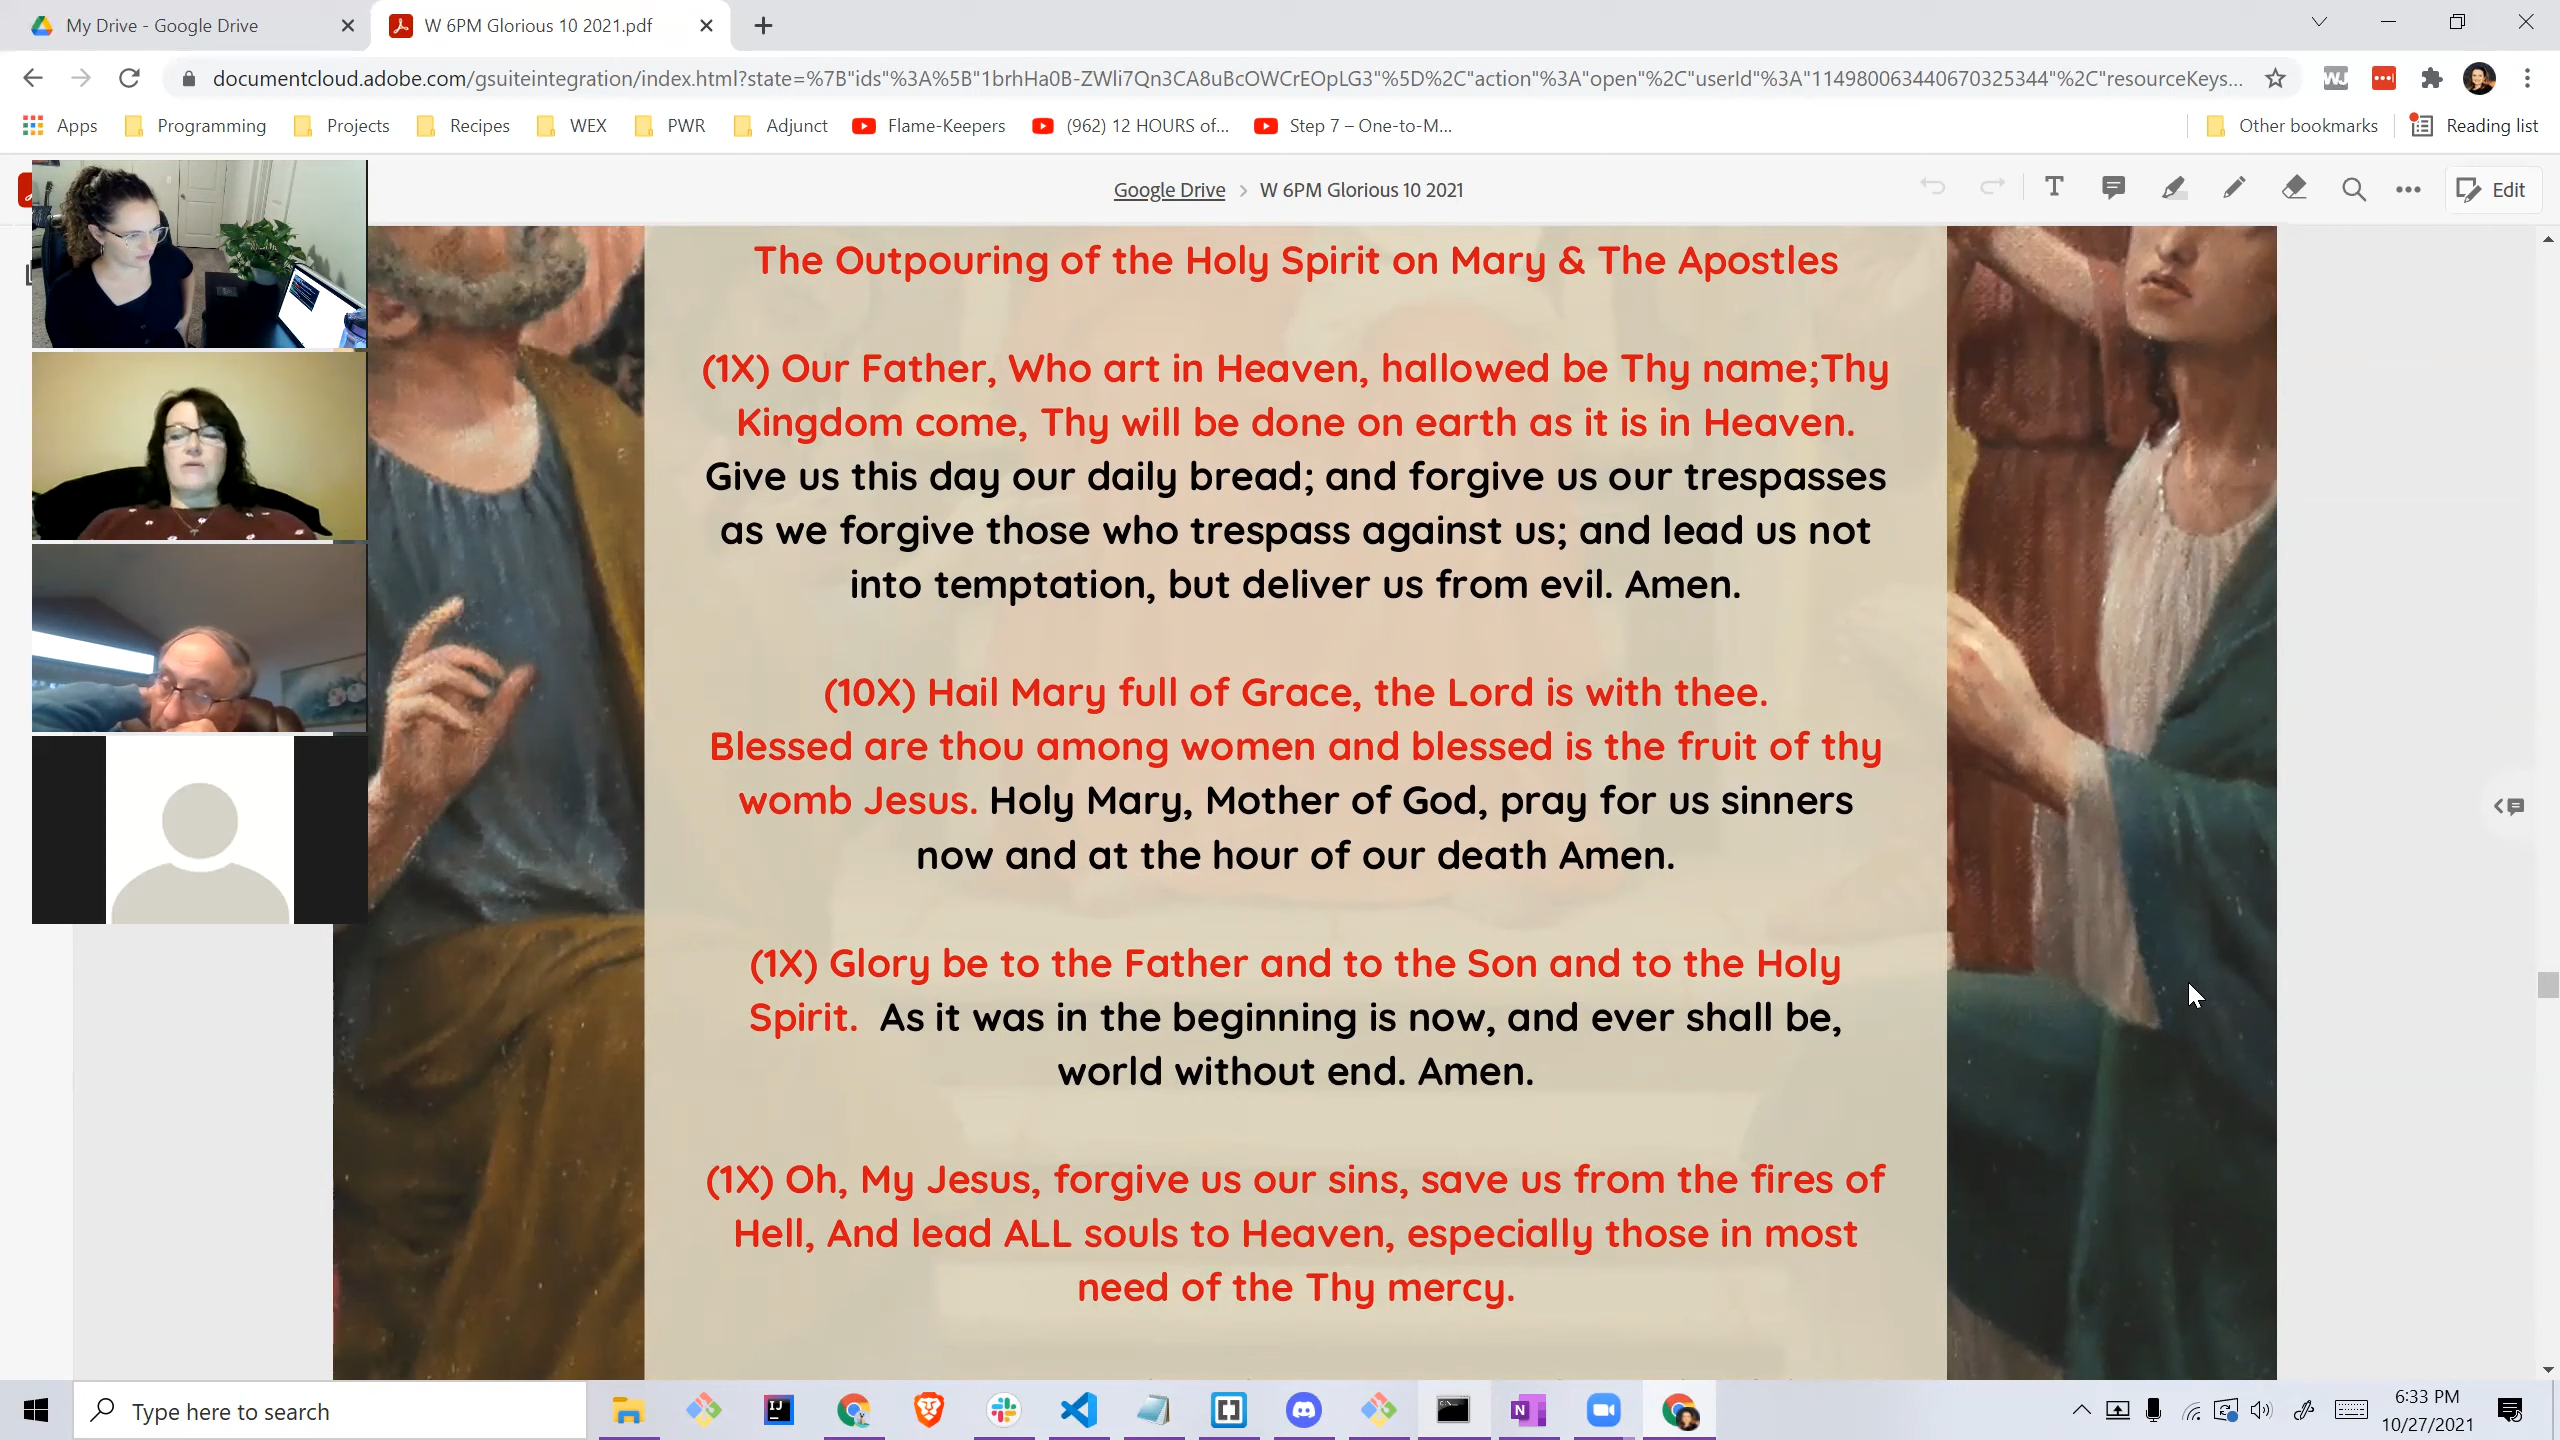 My Drive - Google Drive
W 6PM Glorious 10 2021.pdf
documentcloud.adobe.com/gsuiteintegration/index.html?state=%7B"ids"%3A%5B"1brhHa0B-ZWli7Qn3CA8uBcOWCrEOpLG3"%5D%2C"action"%3A"open"%2C"userId"%3A"114980063440670325344"%2C"resourceKeys...
Apps Programming Projects Recipes WEX PWR Adjunct Flame-Keepers (962) 12 HOURS of... Step 7 – One-to-M... Other bookmarks Reading list
Google Drive > W 6PM Glorious 10 2021
Edit
The Outpouring of the Holy Spirit on Mary & The Apostles
(1X) Our Father, Who art in Heaven, hallowed be Thy name;Thy
Kingdom come, Thy will be done on earth as it is in Heaven.
Give us this day our daily bread; and forgive us our trespasses
as we forgive those who trespass against us; and lead us not
into temptation, but deliver us from evil. Amen.
(10X) Hail Mary full of Grace, the Lord is with thee.
Blessed are thou among women and blessed is the fruit of thy
womb Jesus. Holy Mary, Mother of God, pray for us sinners
now and at the hour of our death Amen.
(1X) Glory be to the Father and to the Son and to the Holy
Spirit. As it was in the beginning is now, and ever shall be,
world without end. Amen.
(1X) Oh, My Jesus, forgive us our sins, save us from the fires of
Hell, And lead ALL souls to Heaven, especially those in most
need of the Thy mercy.
Type here to search
6:33 PM
10/27/2021